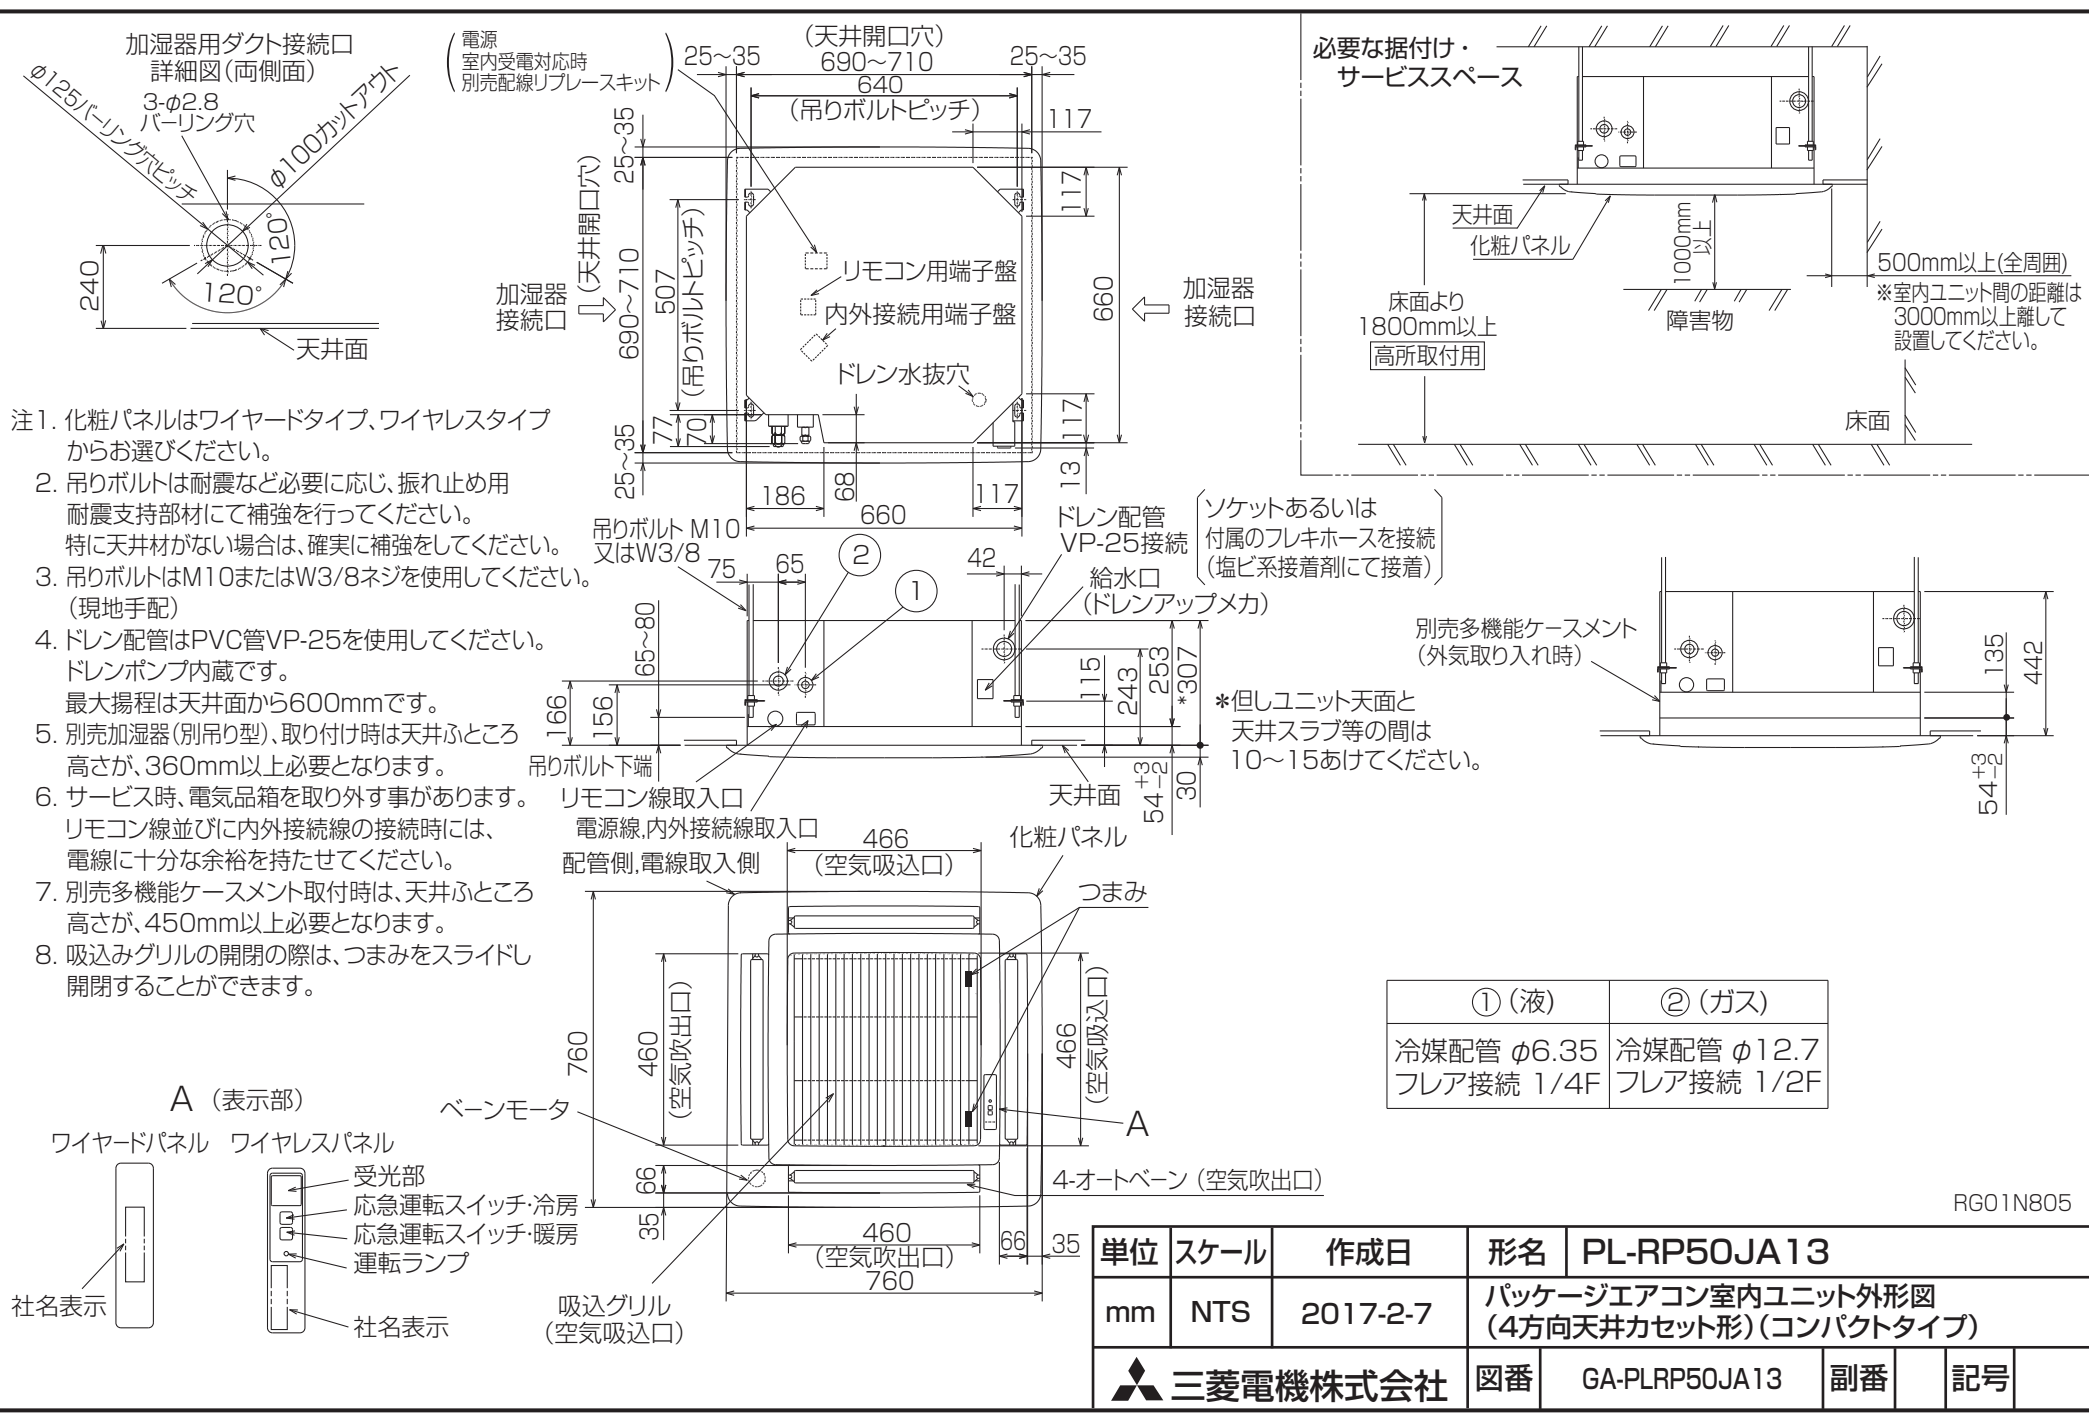 加湿器用ダクト接続口
詳細図(両側面)
φ125バーリング穴ピッチ
3-φ2.8
バーリング穴
φ100カットアウト
120°
120°
240
天井面
電源
室内受電対応時
別売配線リプレースキット
(天井開口穴)
25~35
690~710
25~35
640
(吊りボルトピッチ)
117
25~35
(天井開口穴)
690~710
507
(吊りボルトピッチ)
117
660
リモコン用端子盤
内外接続用端子盤
ドレン水抜穴
加湿器
接続口
加湿器
接続口
77
70
25~35
117
13
186
68
117
660
必要な据付け・
サービススペース
天井面
化粧パネル
1000mm
以上
500mm以上(全周囲)
※室内ユニット間の距離は
3000mm以上離して
設置してください。
床面より
1800mm以上
高所取付用
障害物
床面
注1. 化粧パネルはワイヤードタイプ、ワイヤレスタイプ
からお選びください。
2. 吊りボルトは耐震など必要に応じ、振れ止め用
耐震支持部材にて補強を行ってください。
特に天井材がない場合は、確実に補強をしてください。
3. 吊りボルトはM10またはW3/8ネジを使用してください。
(現地手配)
4. ドレン配管はPVC管VP-25を使用してください。
ドレンポンプ内蔵です。
最大揚程は天井面から600mmです。
5. 別売加湿器(別吊り型)、取り付け時は天井ふところ
高さが、360mm以上必要となります。
6. サービス時、電気品箱を取り外す事があります。
リモコン線並びに内外接続線の接続時には、
電線に十分な余裕を持たせてください。
7. 別売多機能ケースメント取付時は、天井ふところ
高さが、450mm以上必要となります。
8. 吸込みグリルの開閉の際は、つまみをスライドし
開閉することができます。
吊りボルト M10
又はW3/8
75
65
②
①
42
ドレン配管
VP-25接続
ソケットあるいは
付属のフレキホースを接続
(塩ビ系接着剤にて接着)
給水口
(ドレンアップメカ)
65~80
166
156
115
243
253
*307
54+3-2
30
吊りボルト下端
リモコン線取入口
電源線,内外接続線取入口
天井面
*但しユニット天面と
天井スラブ等の間は
10~15あけてください。
別売多機能ケースメント
(外気取り入れ時)
135
442
54+3-2
配管側,電線取入側
466
(空気吸込口)
化粧パネル
つまみ
760
460
(空気吹出口)
466
(空気吸込口)
ベーンモータ
A
66
35
4-オートベーン (空気吹出口)
460
(空気吹出口)
66
35
760
吸込グリル
(空気吸込口)
A (表示部)
ワイヤードパネル ワイヤレスパネル
受光部
応急運転スイッチ・冷房
応急運転スイッチ・暖房
運転ランプ
社名表示
社名表示
①(液) ②(ガス)
冷媒配管 φ6.35 冷媒配管 φ12.7
フレア接続 1/4F フレア接続 1/2F
RG01N805
単位 スケール 作成日 形名 PL-RP50JA13
mm NTS 2017-2-7
パッケージエアコン室内ユニット外形図
(4方向天井カセット形)(コンパクトタイプ)
三菱電機株式会社 図番 GA-PLRP50JA13 副番 記号